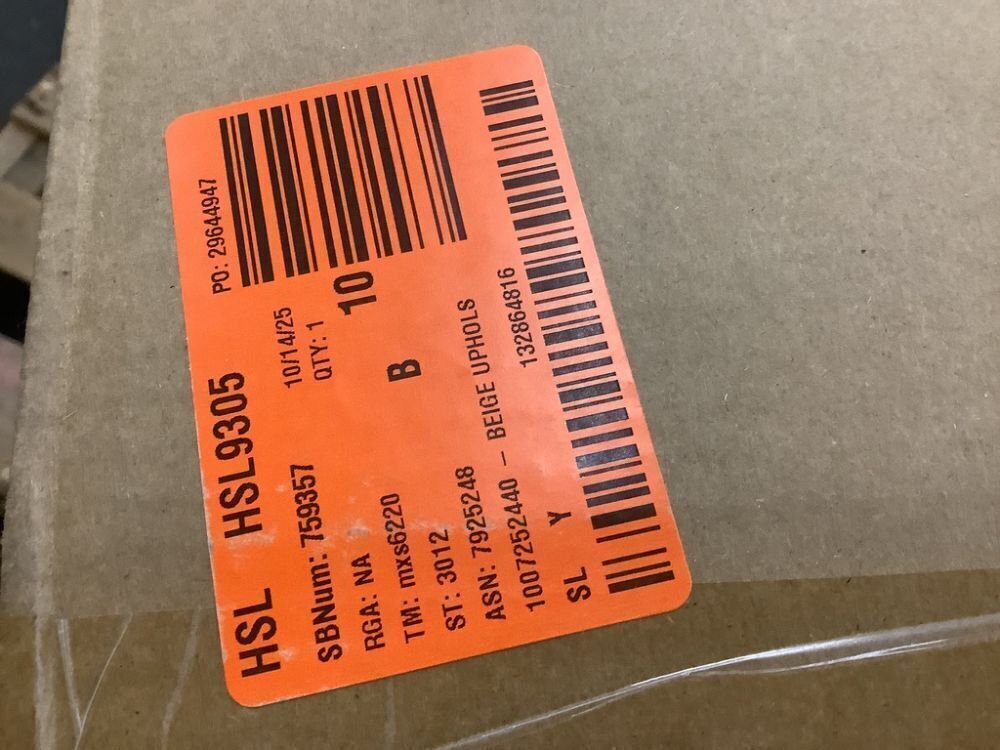 HSL HSL9305 PO: 29644947
SBNum: 759357 10/14/25
RGA: NA QTY: 1
TM: mxs6220 B 10
ST: 3012
ASN: 7925248
1007252440 - BEIGE UPHOLS
SL Y 132864816